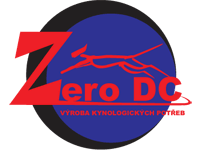 Zero DC
VÝROBA KYNOLOGICKÝCH POTŘEB